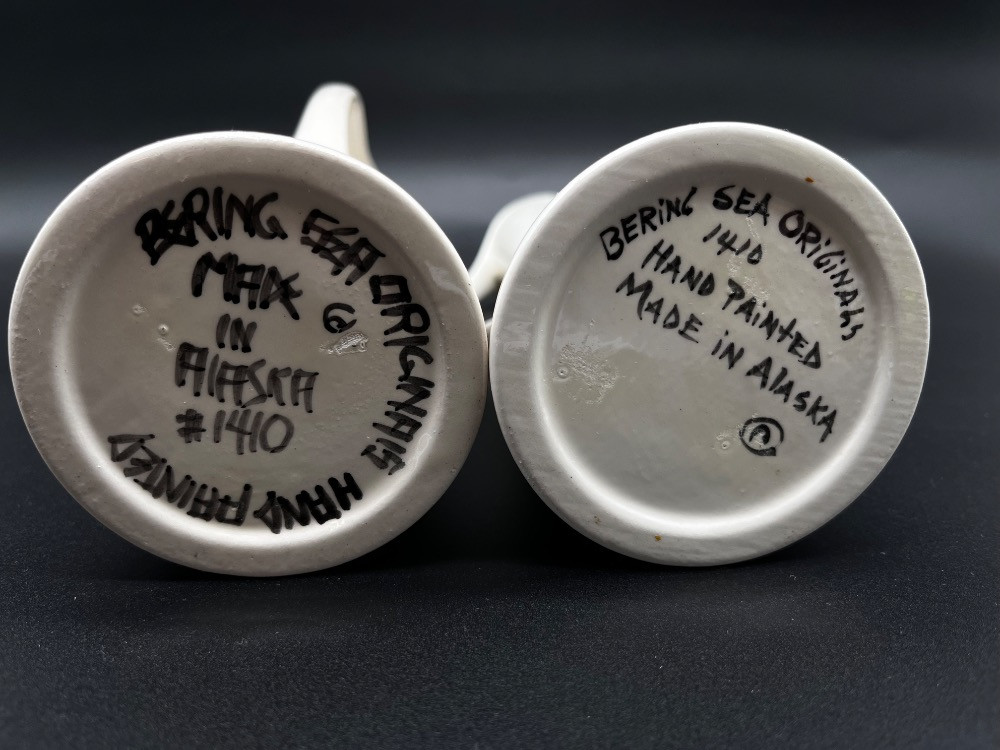 BERING SEA ORIGINALS
MADE
©
IN
ALASKA
#1410
HAND PAINTED
BERING SEA ORIGINALS
1410
HAND PAINTED
MADE IN ALASKA
©